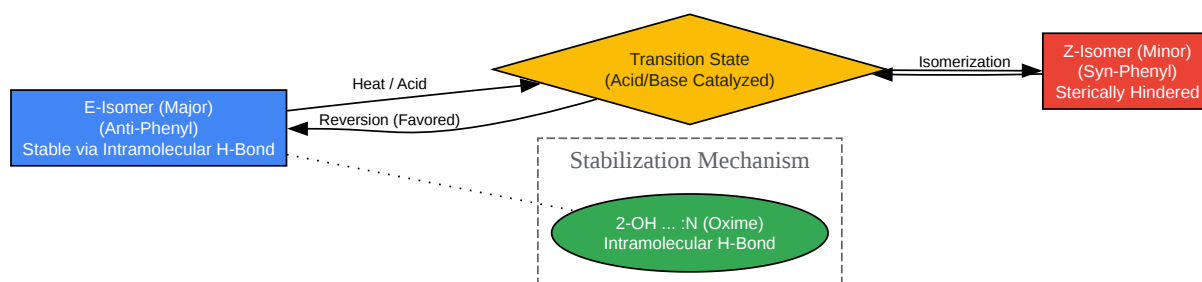 E-Isomer (Major)
(Anti-Phenyl)
Stable via Intramolecular H-Bond
Heat / Acid
Reversion (Favored)
Transition State
(Acid/Base Catalyzed)
Isomerization
Z-Isomer (Minor)
(Syn-Phenyl)
Sterically Hindered
Stabilization Mechanism
2-OH ... :N (Oxime)
Intramolecular H-Bond